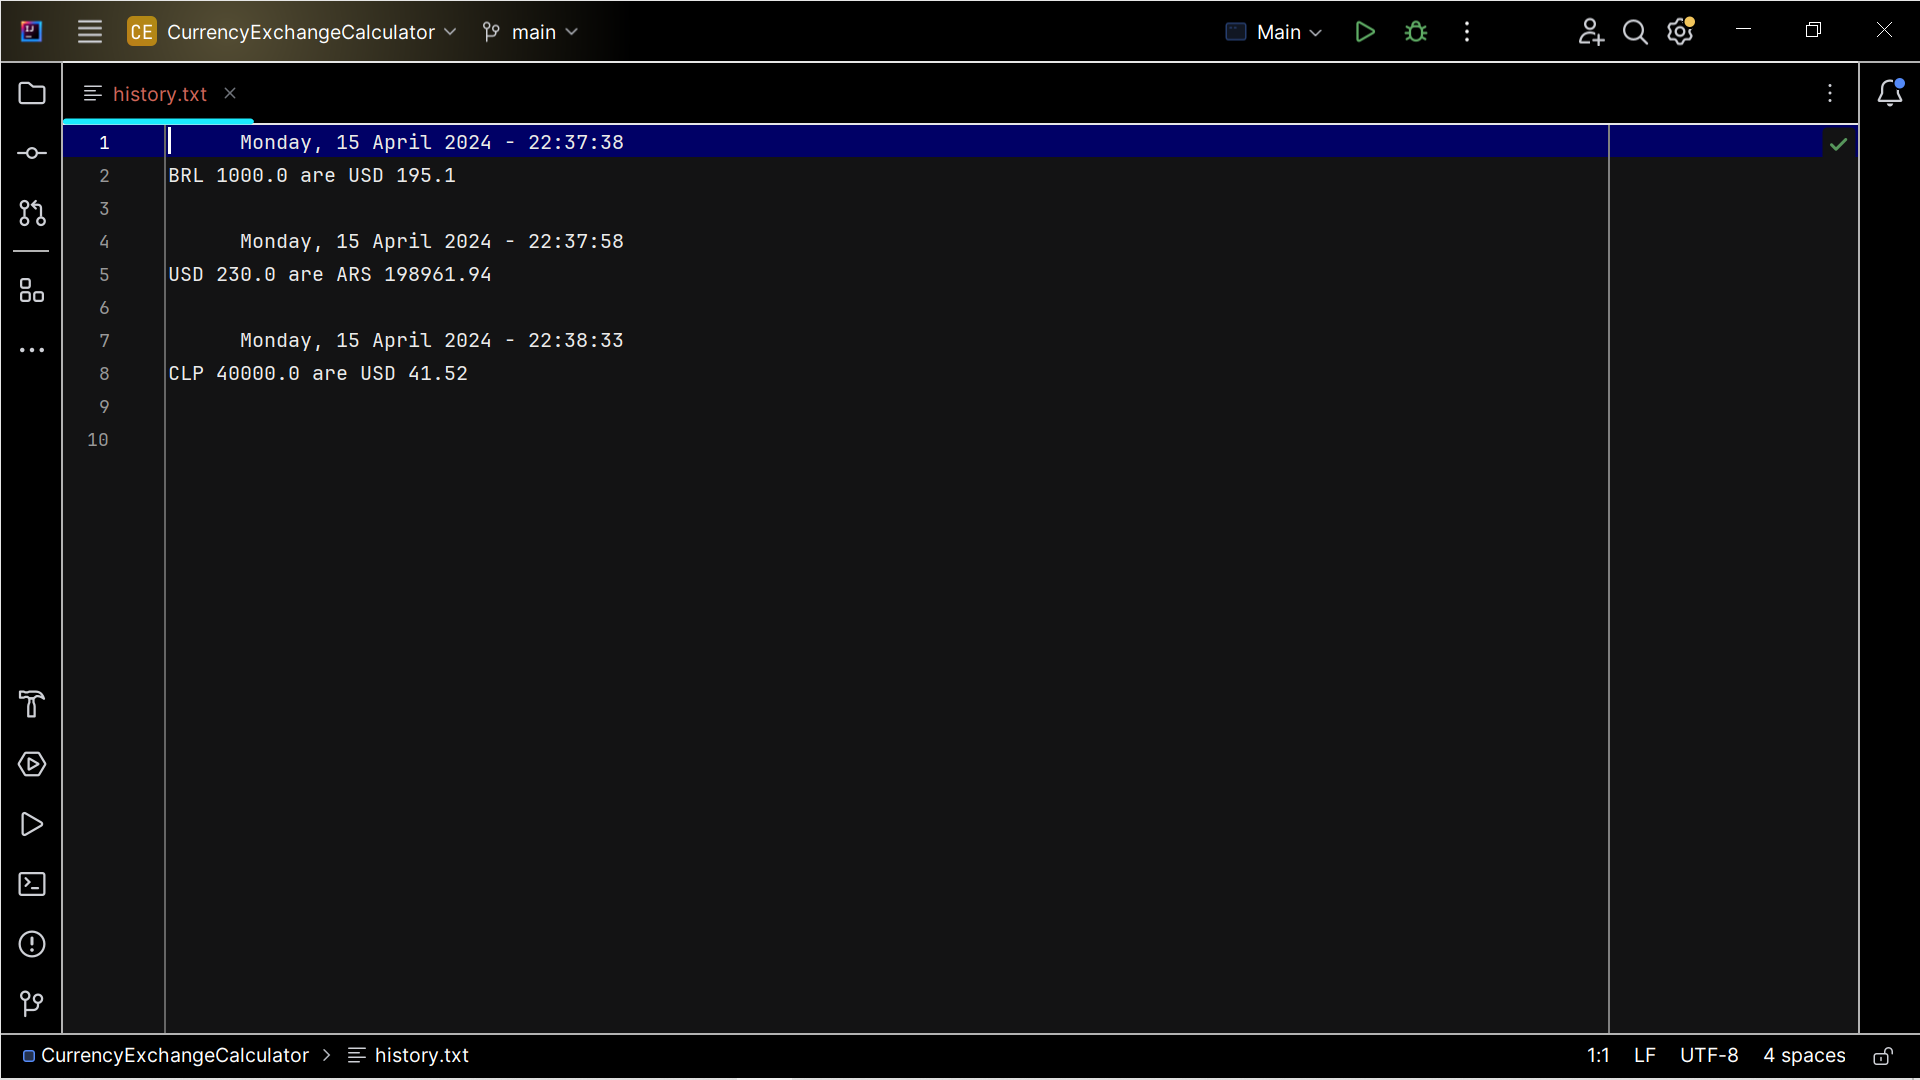 CE CurrencyExchangeCalculator main Main
history.txt
1 Monday, 15 April 2024 - 22:37:38
2 BRL 1000.0 are USD 195.1
3
4 Monday, 15 April 2024 - 22:37:58
5 USD 230.0 are ARS 198961.94
6
7 Monday, 15 April 2024 - 22:38:33
8 CLP 40000.0 are USD 41.52
9
10
CurrencyExchangeCalculator > history.txt 1:1 LF UTF-8 4 spaces